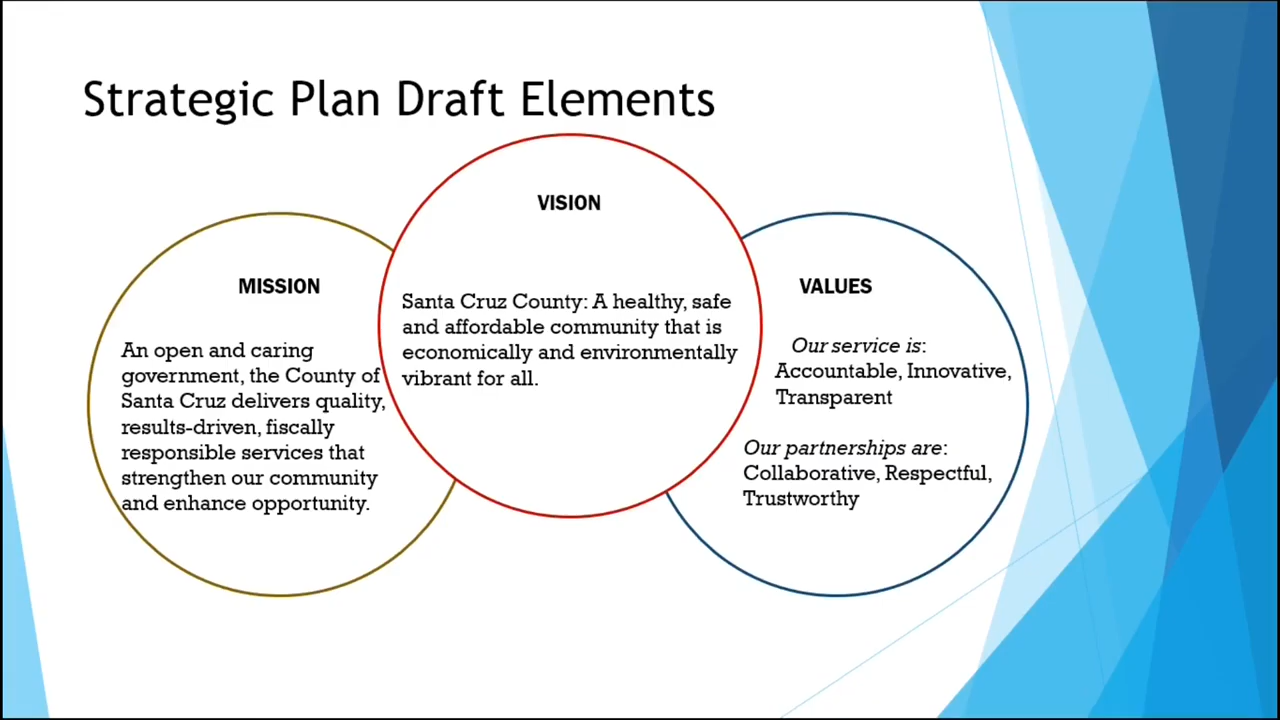 Strategic Plan Draft Elements
VISION
Santa Cruz County: A healthy, safe
and affordable community that is
economically and environmentally
vibrant for all.
MISSION
An open and caring
government, the County of
Santa Cruz delivers quality,
results-driven, fiscally
responsible services that
strengthen our community
and enhance opportunity.
VALUES
Our service is:
Accountable, Innovative,
Transparent
Our partnerships are:
Collaborative, Respectful,
Trustworthy